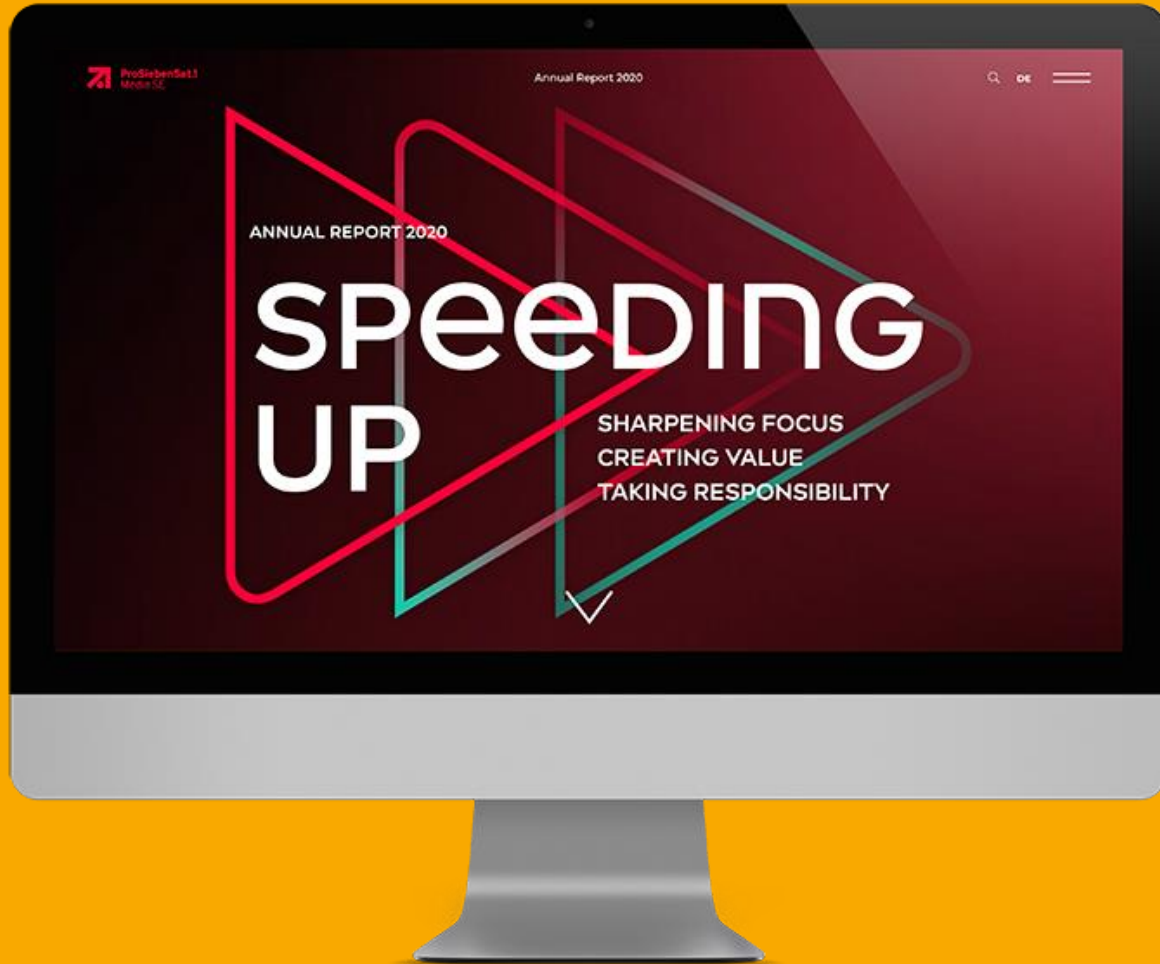 ProSiebenSat.1
Media SE
Annual Report 2020
DE
ANNUAL REPORT 2020
SPeeDING
UP
SHARPENING FOCUS
CREATING VALUE
TAKING RESPONSIBILITY